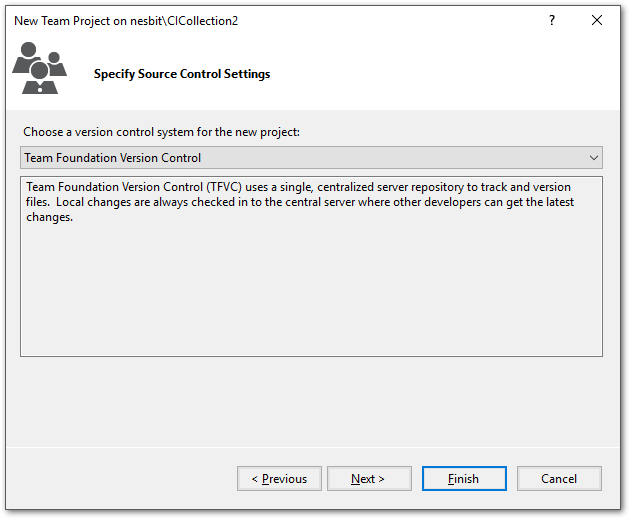 New Team Project on nesbit\CICollection2
?
Specify Source Control Settings
Choose a version control system for the new project:
Team Foundation Version Control
Team Foundation Version Control (TFVC) uses a single, centralized server repository to track and version
files.  Local changes are always checked in to the central server where other developers can get the latest
changes.
< Previous
Next >
Finish
Cancel